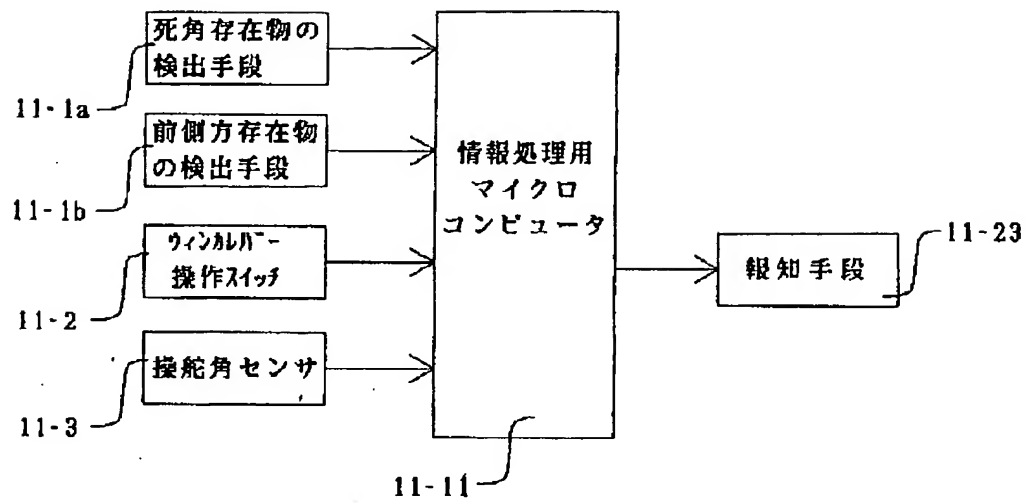 死角存在物の
検出手段
11-1a
前側方存在物
の検出手段
11-1b
ウィンカレバー
操作スイッチ
11-2
操舵角センサ
11-3
情報処理用
マイクロ
コンピュータ
11-11
報知手段
11-23